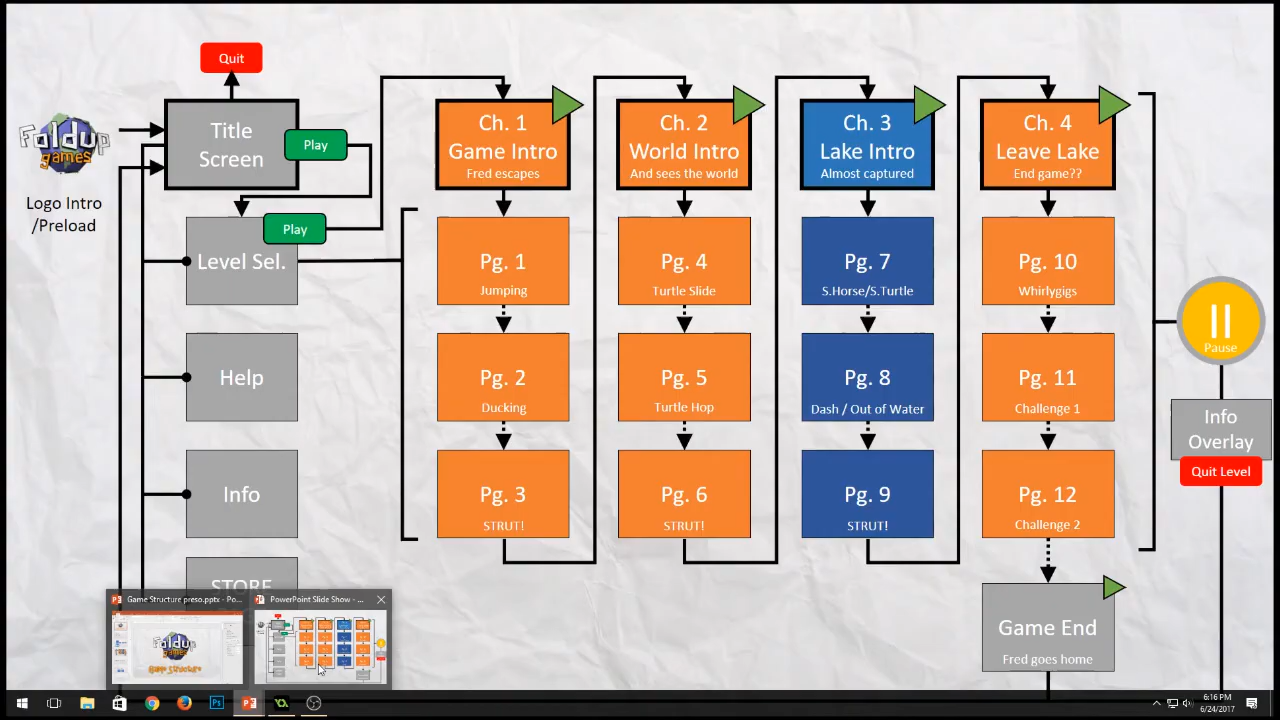 Quit
Foldup
games
Logo Intro
/Preload
Title
Screen
Play
Level Sel.
Play
Help
Info
STORE
Ch. 1
Game Intro
Fred escapes
Pg. 1
Jumping
Pg. 2
Ducking
Pg. 3
STRUT!
Ch. 2
World Intro
And sees the world
Pg. 4
Turtle Slide
Pg. 5
Turtle Hop
Pg. 6
STRUT!
Ch. 3
Lake Intro
Almost captured
Pg. 7
S.Horse/S.Turtle
Pg. 8
Dash / Out of Water
Pg. 9
STRUT!
Ch. 4
Leave Lake
End game??
Pg. 10
Whirlygigs
Pg. 11
Challenge 1
Pg. 12
Challenge 2
Game End
Fred goes home
Pause
Info
Overlay
Quit Level
Game Structure preso.pptx - Po...
PowerPoint Slide Show - ...
Foldup
games
Game Structure
6:16 PM
6/24/2017